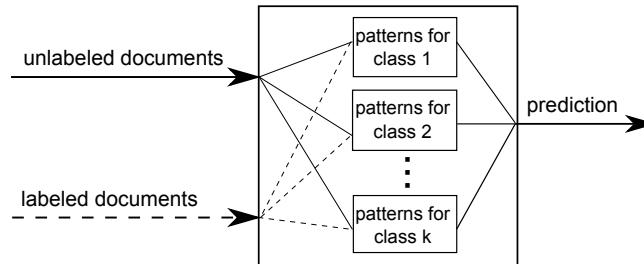 unlabeled documents
labeled documents
patterns for
class 1
patterns for
class 2
patterns for
class k
prediction